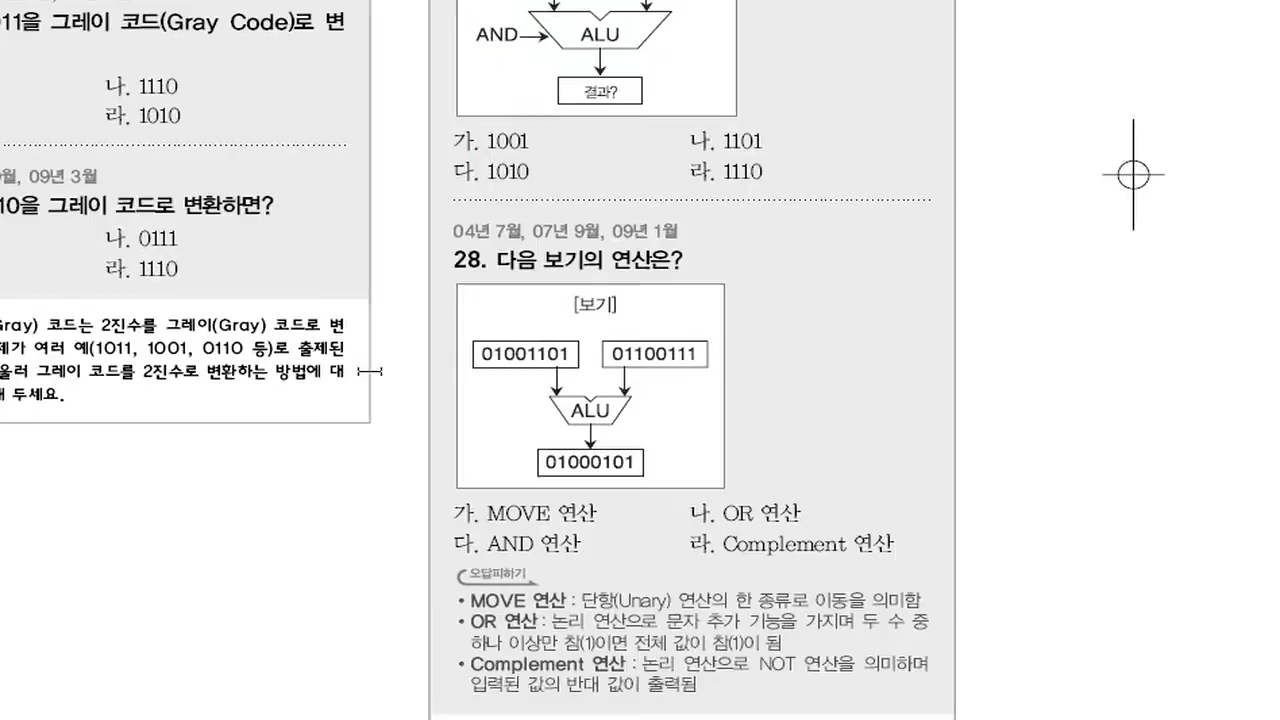 11을 그레이 코드(Gray Code)로 변
나. 1110
라. 1010
월, 09년 3월
10을 그레이 코드로 변환하면?
나. 0111
라. 1110
Gray) 코드는 2진수를 그레이(Gray) 코드로 변
제가 여러 예(1011, 1001, 0110 등)로 출제된
울러 그레이 코드를 2진수로 변환하는 방법에 대
해 두세요.
AND
ALU
결과?
가. 1001
나. 1101
다. 1010
라. 1110
04년 7월, 07년 9월, 09년 1월
28. 다음 보기의 연산은?
[보기]
01001101
01100111
ALU
01000101
가. MOVE 연산
나. OR 연산
다. AND 연산
라. Complement 연산
오답피하기
• MOVE 연산 : 단항(Unary) 연산의 한 종류로 이동을 의미함
• OR 연산 : 논리 연산으로 문자 추가 기능을 가지며 두 수 중
하나 이상만 참(1)이면 전체 값이 참(1)이 됨
• Complement 연산 : 논리 연산으로 NOT 연산을 의미하며
입력된 값의 반대 값이 출력됨